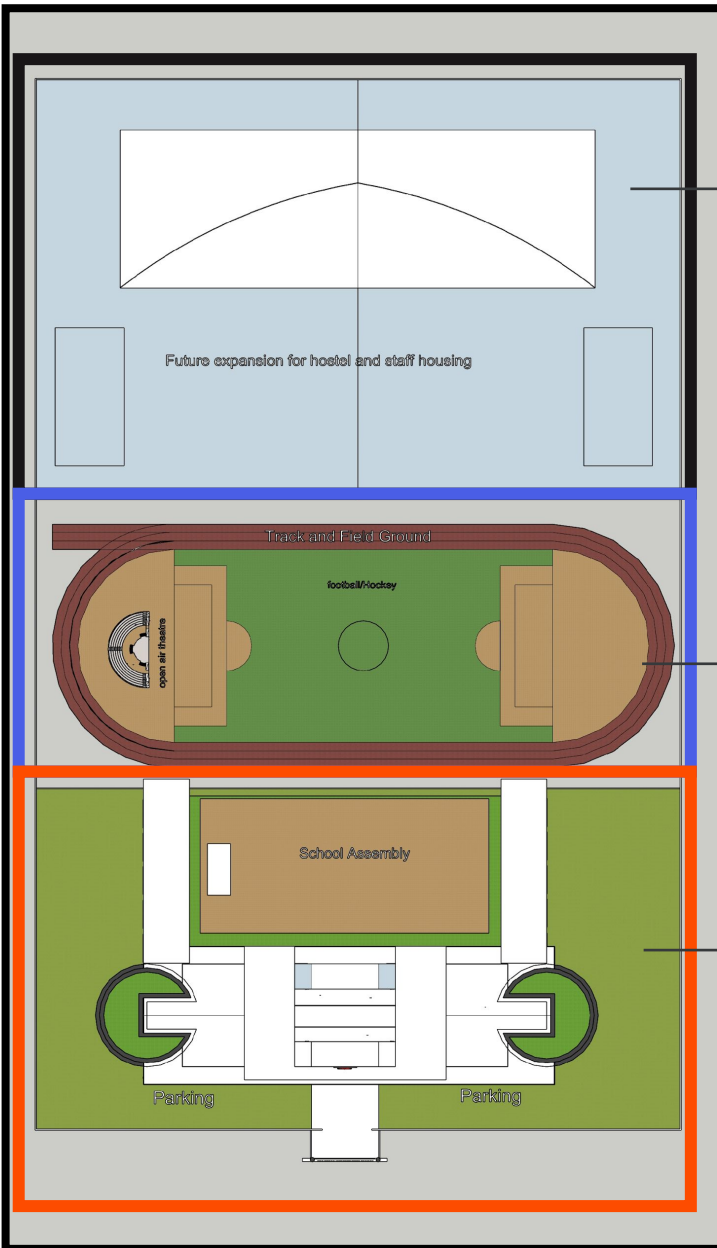 Future expansion for hostel and staff housing
Track and Field Ground
football/Hockey
open air theatre
School Assembly
Parking
Parking